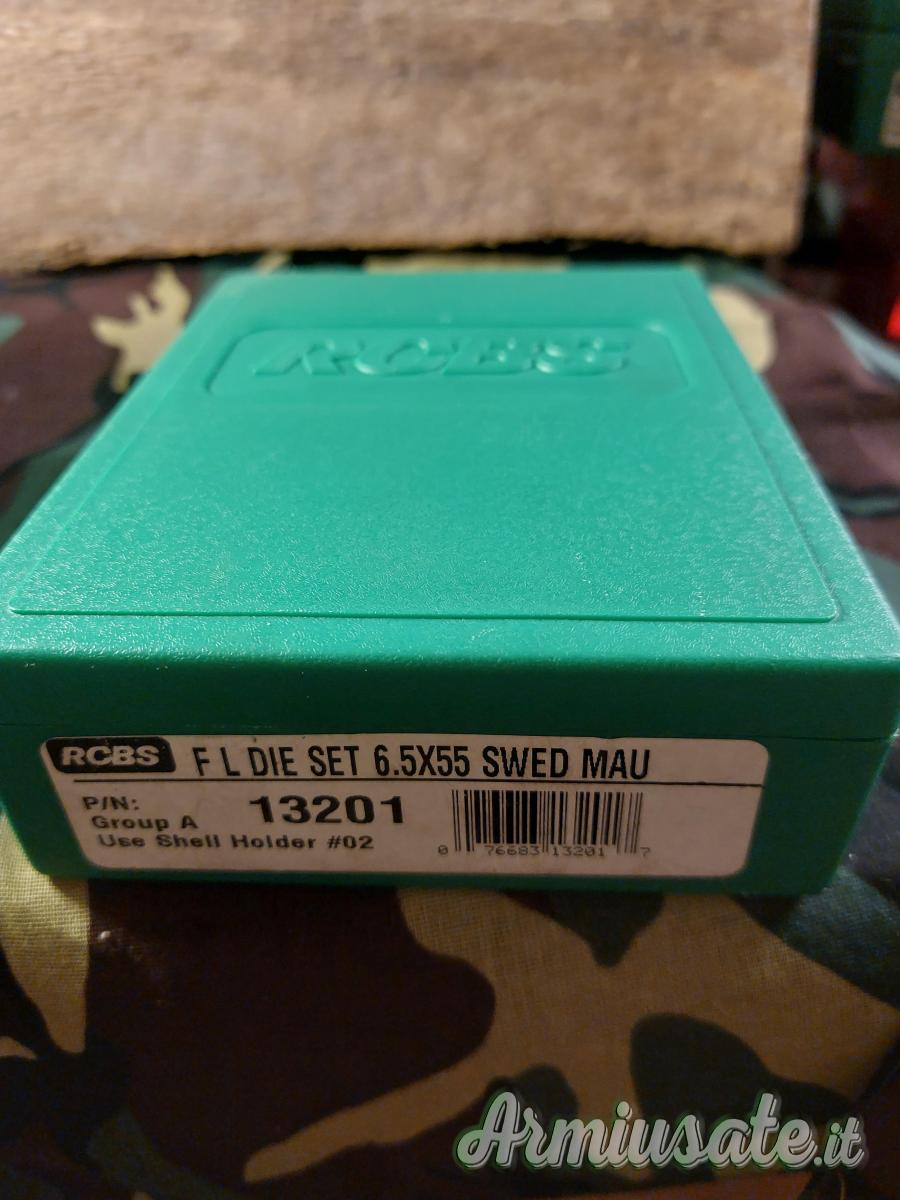 RCBS
RCBS F L DIE SET 6.5X55 SWED MAU
P/N: 13201
Group A
Use Shell Holder #02
0 76683 13201 7
Armiusate.it